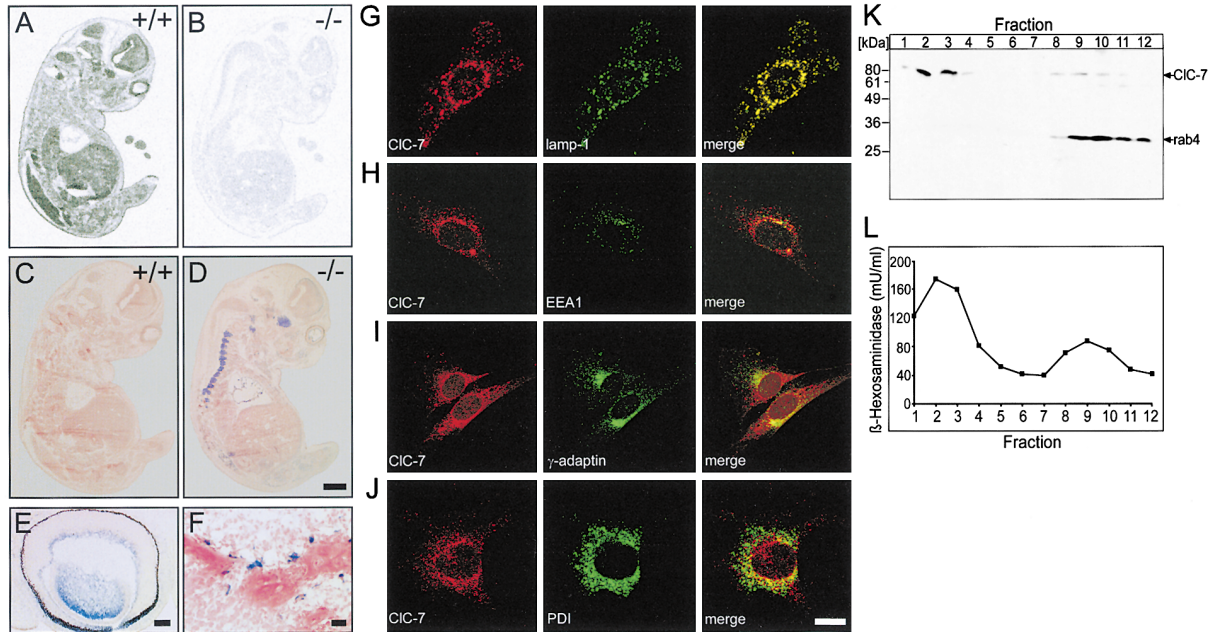 A +/+
B -/-
C +/+
D -/-
E
F
G
ClC-7
lamp-1
merge
H
ClC-7
EEA1
merge
I
ClC-7
γ-adaptin
merge
J
ClC-7
PDI
merge
K
Fraction
[kDa] 1 2 3 4 5 6 7 8 9 10 11 12
80
61
49
36
25
ClC-7
rab4
L
ß-Hexosaminidase (mU/ml)
200
160
120
80
40
0
1 2 3 4 5 6 7 8 9 10 11 12
Fraction